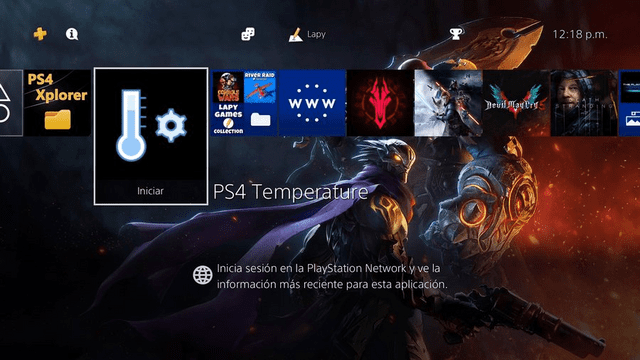 Lapy
12:18 p.m.
PS4
Xplorer
RIVER RAID
LAPY
GAMES
COLLECTION
WWW
Devil May Cry
Iniciar
PS4 Temperature
Inicia sesión en la PlayStation Network y ve la
información más reciente para esta aplicación.